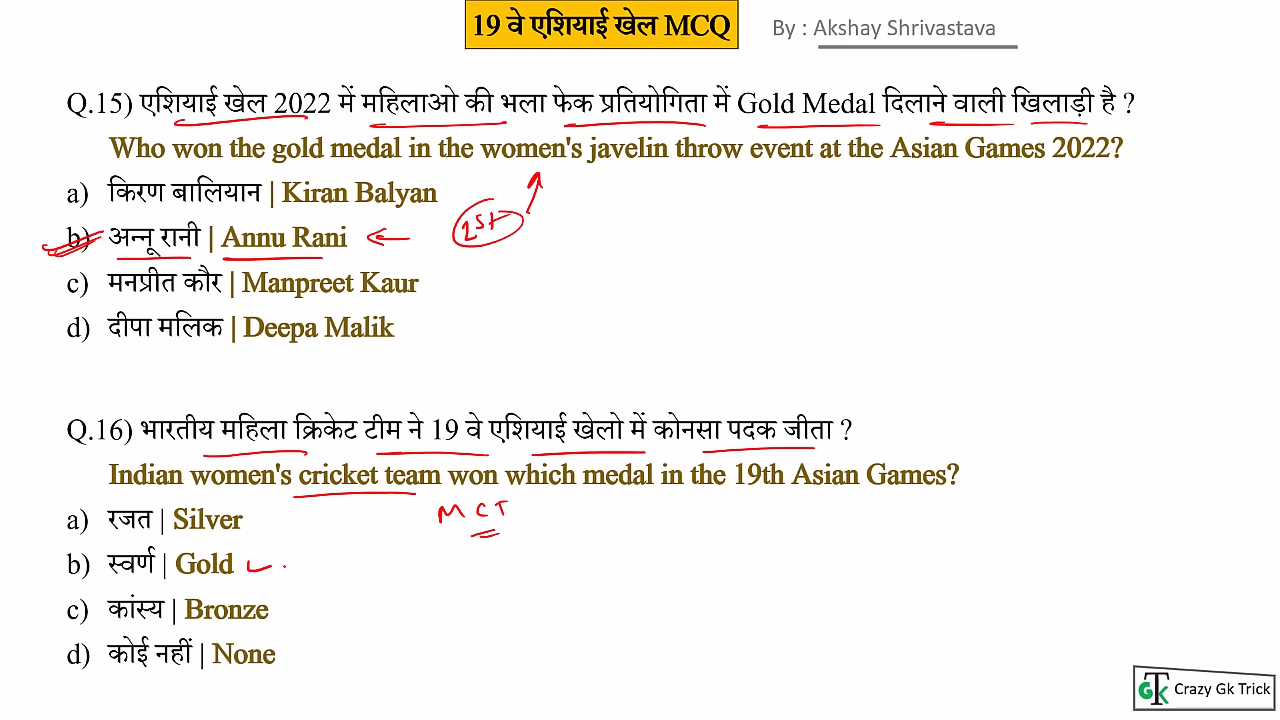 19 वे एशियाई खेल MCQ
By : Akshay Shrivastava
Q.15) एशियाई खेल 2022 में महिलाओ की भला फेक प्रतियोगिता में Gold Medal दिलाने वाली खिलाड़ी है ?
Who won the gold medal in the women's javelin throw event at the Asian Games 2022?
a) किरण बालियान | Kiran Balyan
b) अन्नू रानी | Annu Rani
1st
c) मनप्रीत कौर | Manpreet Kaur
d) दीपा मलिक | Deepa Malik
Q.16) भारतीय महिला क्रिकेट टीम ने 19 वे एशियाई खेलो में कोनसा पदक जीता ?
Indian women's cricket team won which medal in the 19th Asian Games?
MCT
a) रजत | Silver
b) स्वर्ण | Gold
c) कांस्य | Bronze
d) कोई नहीं | None
GTK Crazy Gk Trick